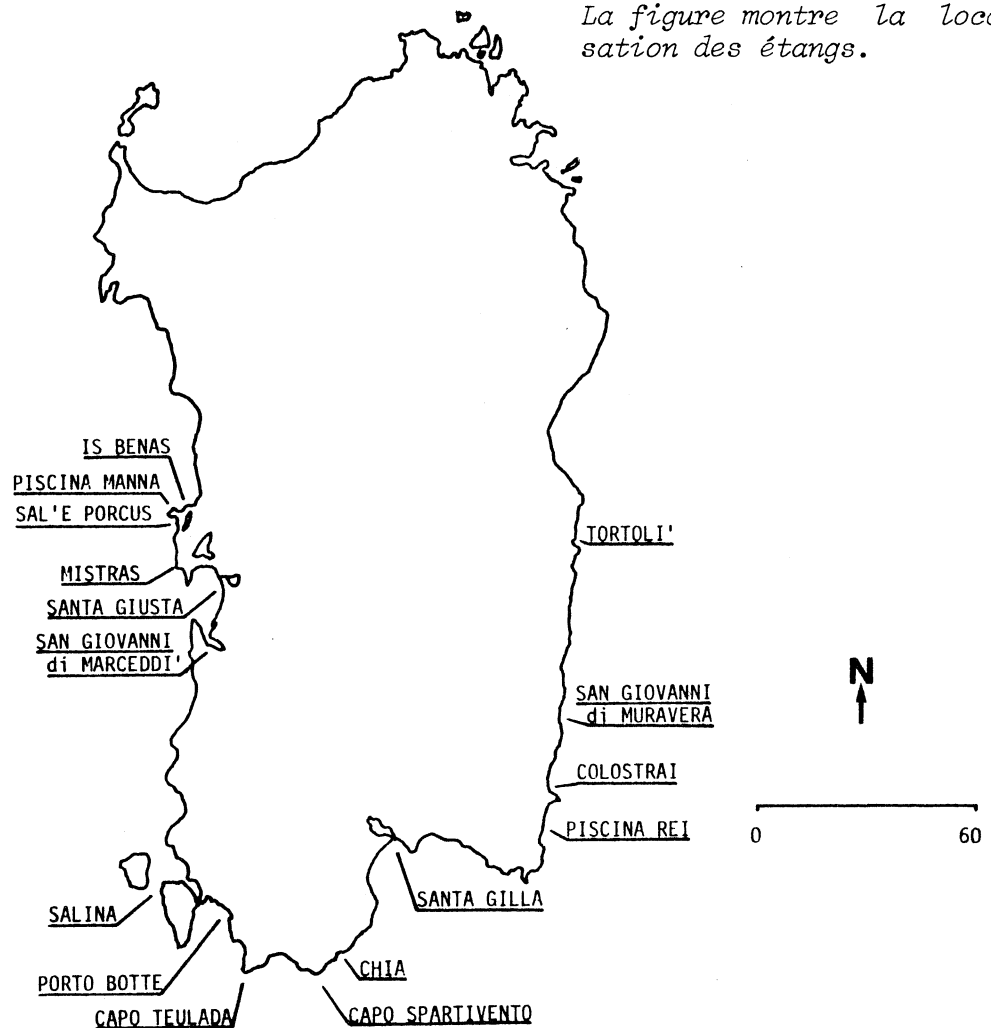 La figure montre la
sation des étangs.
IS BENAS
PISCINA MANNA
SAL'E PORCUS
TORTOLI'
MISTRAS
SANTA GIUSTA
SAN GIOVANNI
di MARCEDDI'
N
SAN GIOVANNI
di MURAVERA
COLOSTRAI
0 60
PISCINA REI
SANTA GILLA
SALINA
CHIA
PORTO BOTTE
CAPO SPARTIVENTO
CAPO TEULADA